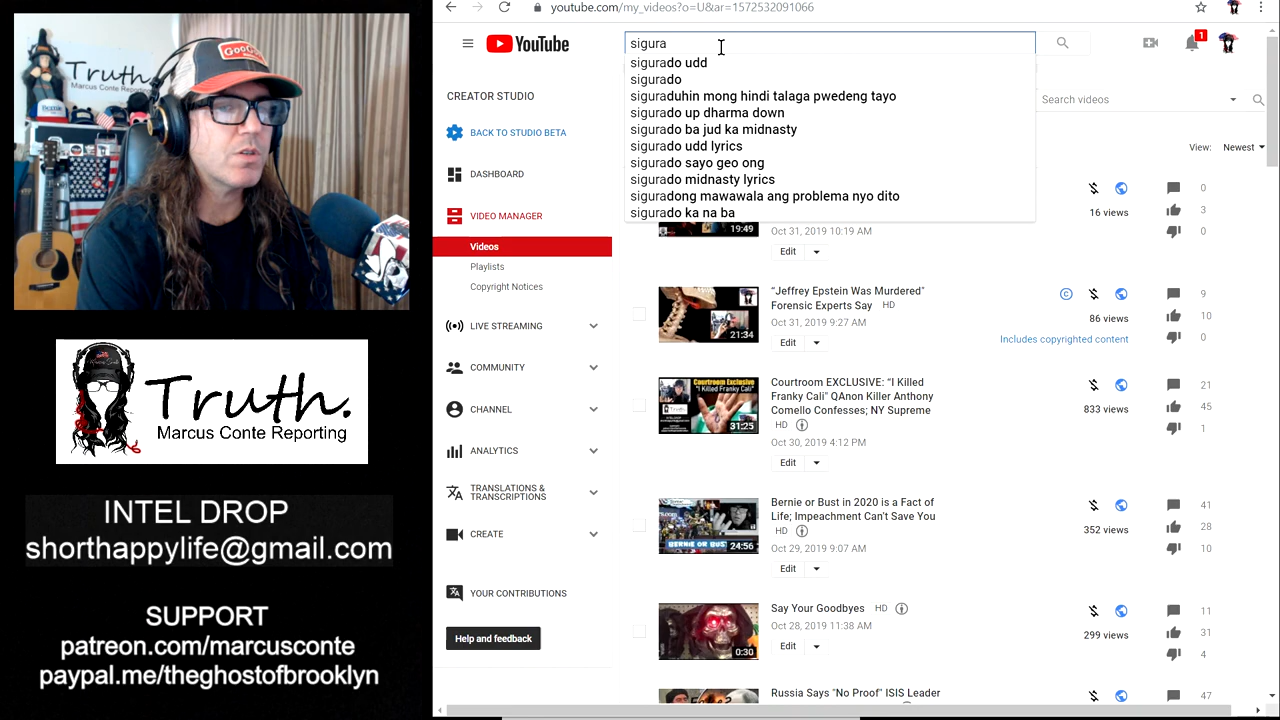 GOOGOO
Truth.
Truth.
Marcus Conte Reporting
INTEL DROP
shorthappylife@gmail.com
SUPPORT
patreon.com/marcusconte
paypal.me/theghostofbrooklyn
youtube.com/my_videos?o=U&ar=1572532091066
YouTube
sigura
1
sigurado udd
sigurado
siguraduhin mong hindi talaga pwedeng tayo
sigurado up dharma down
sigurado ba jud ka midnasty
sigurado udd lyrics
sigurado sayo geo ong
sigurado midnasty lyrics
siguradong mawawala ang problema nyo dito
sigurado ka na ba
CREATOR STUDIO
BACK TO STUDIO BETA
DASHBOARD
VIDEO MANAGER
Videos
Playlists
Copyright Notices
LIVE STREAMING
COMMUNITY
CHANNEL
ANALYTICS
TRANSLATIONS &
TRANSCRIPTIONS
CREATE
YOUR CONTRIBUTIONS
Help and feedback
Search videos
View: Newest
0
16 views 3
19:49 Oct 31, 2019 10:19 AM 0
Edit
"Jeffrey Epstein Was Murdered" 9
Forensic Experts Say HD
86 views 10
Oct 31, 2019 9:27 AM
21:34 Edit
Includes copyrighted content 0
Courtroom EXCLUSIVE: "I Killed 21
Franky Cali" QAnon Killer Anthony
Comello Confesses; NY Supreme
HD
833 views 45
Courtroom Exclusive
"I Killed Franky Cali"
31:25
1
Oct 30, 2019 4:12 PM
Edit
Bernie or Bust in 2020 is a Fact of 41
Life; Impeachment Can't Save You
HD
352 views 28
BERNIE OR BUST
24:56
Oct 29, 2019 9:07 AM 10
Edit
Say Your Goodbyes HD 11
Oct 28, 2019 11:38 AM
299 views 31
0:30 Edit 4
Russia Says "No Proof" ISIS Leader 47